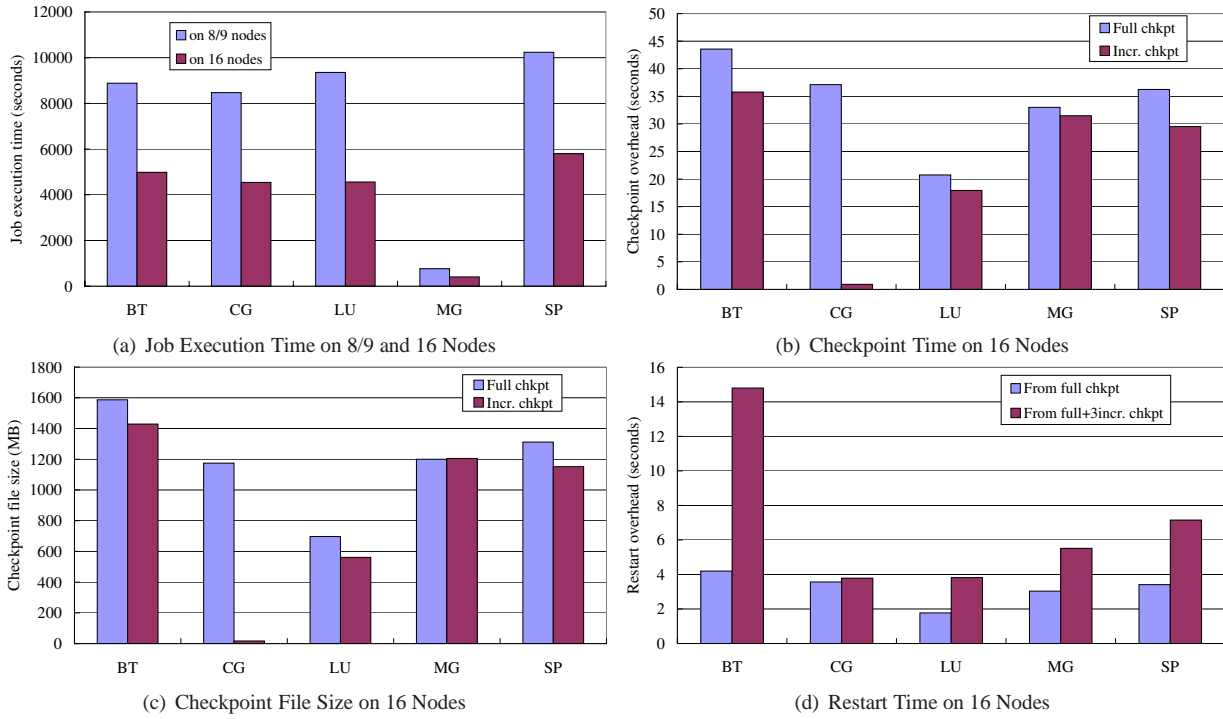 12000
10000
8000
6000
4000
2000
0
Job execution time (seconds)
on 8/9 nodes
on 16 nodes
BT CG LU MG SP
(a) Job Execution Time on 8/9 and 16 Nodes
50
45
40
35
30
25
20
15
10
5
0
Checkpoint overhead (seconds)
Full chkpt
Incr. chkpt
BT CG LU MG SP
(b) Checkpoint Time on 16 Nodes
1800
1600
1400
1200
1000
800
600
400
200
0
Checkpoint file size (MB)
Full chkpt
Incr. chkpt
BT CG LU MG SP
(c) Checkpoint File Size on 16 Nodes
16
14
12
10
8
6
4
2
0
Restart overhead (seconds)
From full chkpt
From full+3incr. chkpt
BT CG LU MG SP
(d) Restart Time on 16 Nodes